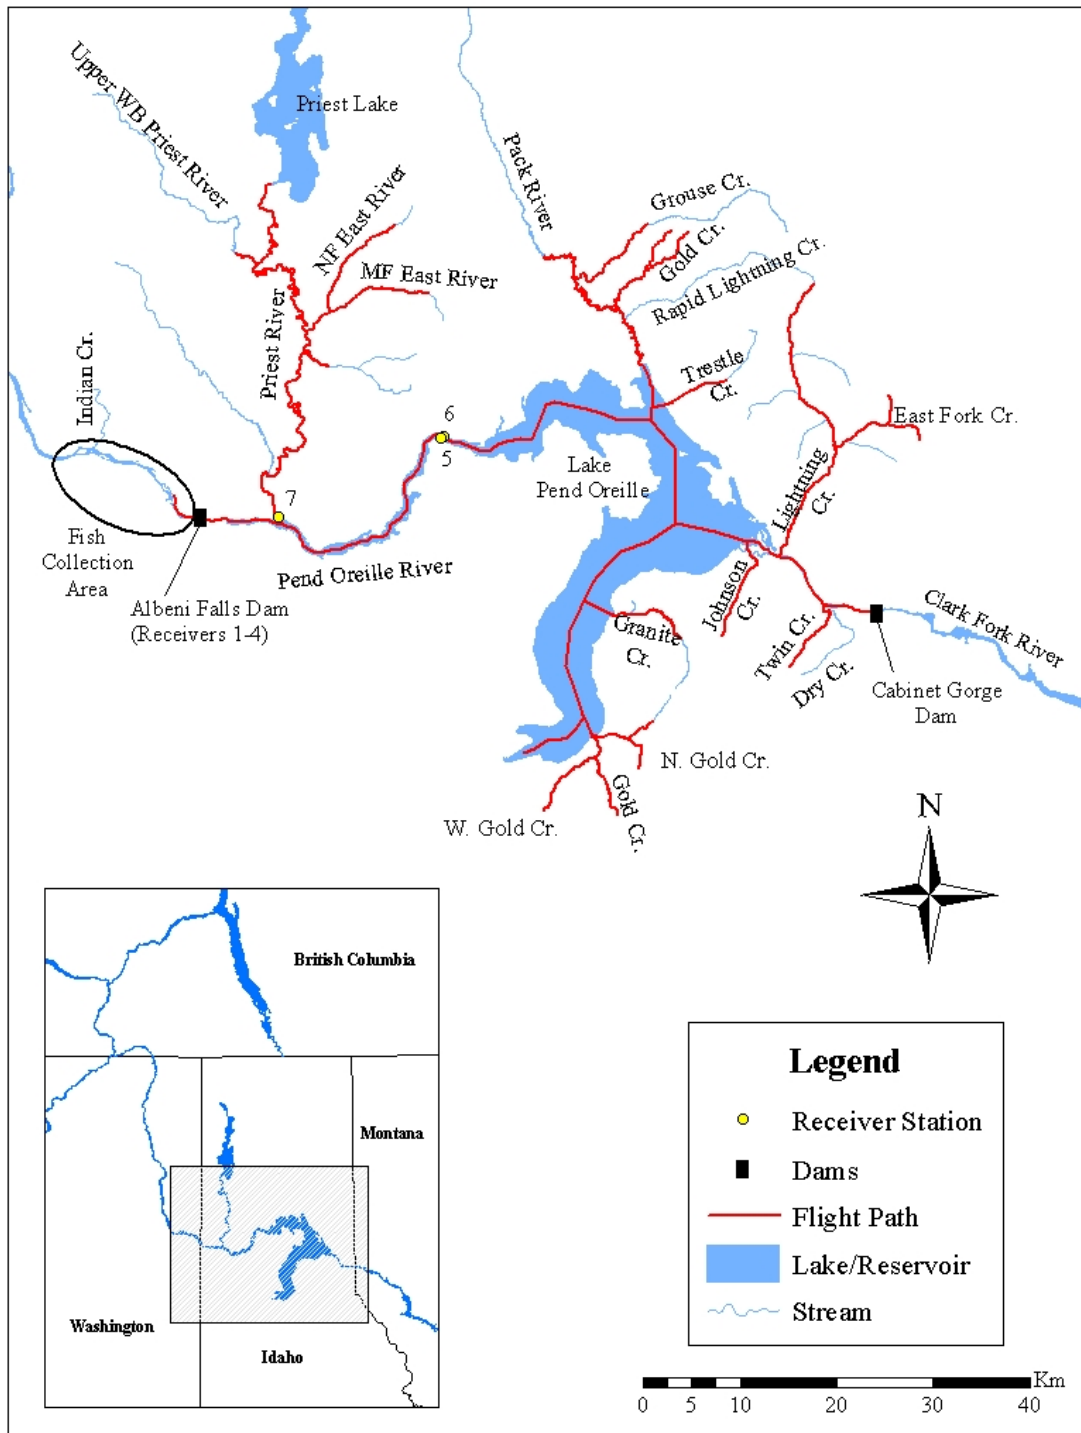 Upper WB Priest River
Priest Lake
Pack River
Grouse Cr.
Gold Cr.
NF East River
MF East River
Rapid Lightning Cr.
Priest River
Indian Cr.
Trestle
Cr.
East Fork Cr.
6
5
Lake
Pend Oreille
Lightning
Cr.
7
Fish
Collection
Area
Pend Oreille River
Albeni Falls Dam
(Receivers 1-4)
Johnson
Cr.
Granite
Cr.
Twin Cr.
Dry Cr.
Clark Fork River
Cabinet Gorge
Dam
N. Gold Cr.
Gold Cr.
W. Gold Cr.
N
British Columbia
Montana
Washington
Idaho
Legend
Receiver Station
Dams
Flight Path
Lake/Reservoir
Stream
Km
0 5 10 20 30 40